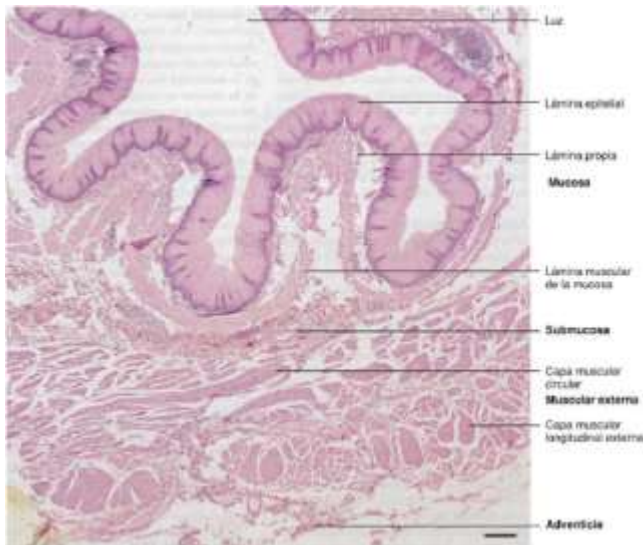 Luz
Lámina epitelial
Lámina propia
Mucosa
Lámina muscular
de la mucosa
Submucosa
Capa muscular
circular
Muscular externa
Capa muscular
longitudinal externa
Adventicia